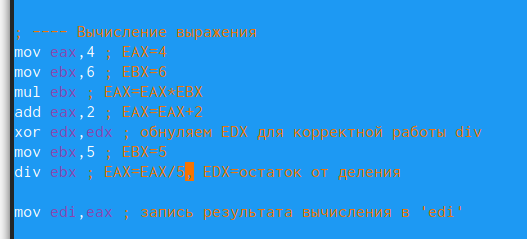 ; ---- Вычисление выражения
mov eax,4 ; EAX=4
mov ebx,6 ; EBX=6
mul ebx ; EAX=EAX*EBX
add eax,2 ; EAX=EAX+2
xor edx,edx ; обнуляем EDX для корректной работы div
mov ebx,5 ; EBX=5
div ebx ; EAX=EAX/5, EDX=остаток от деления
mov edi,eax ; запись результата вычисления в 'edi'